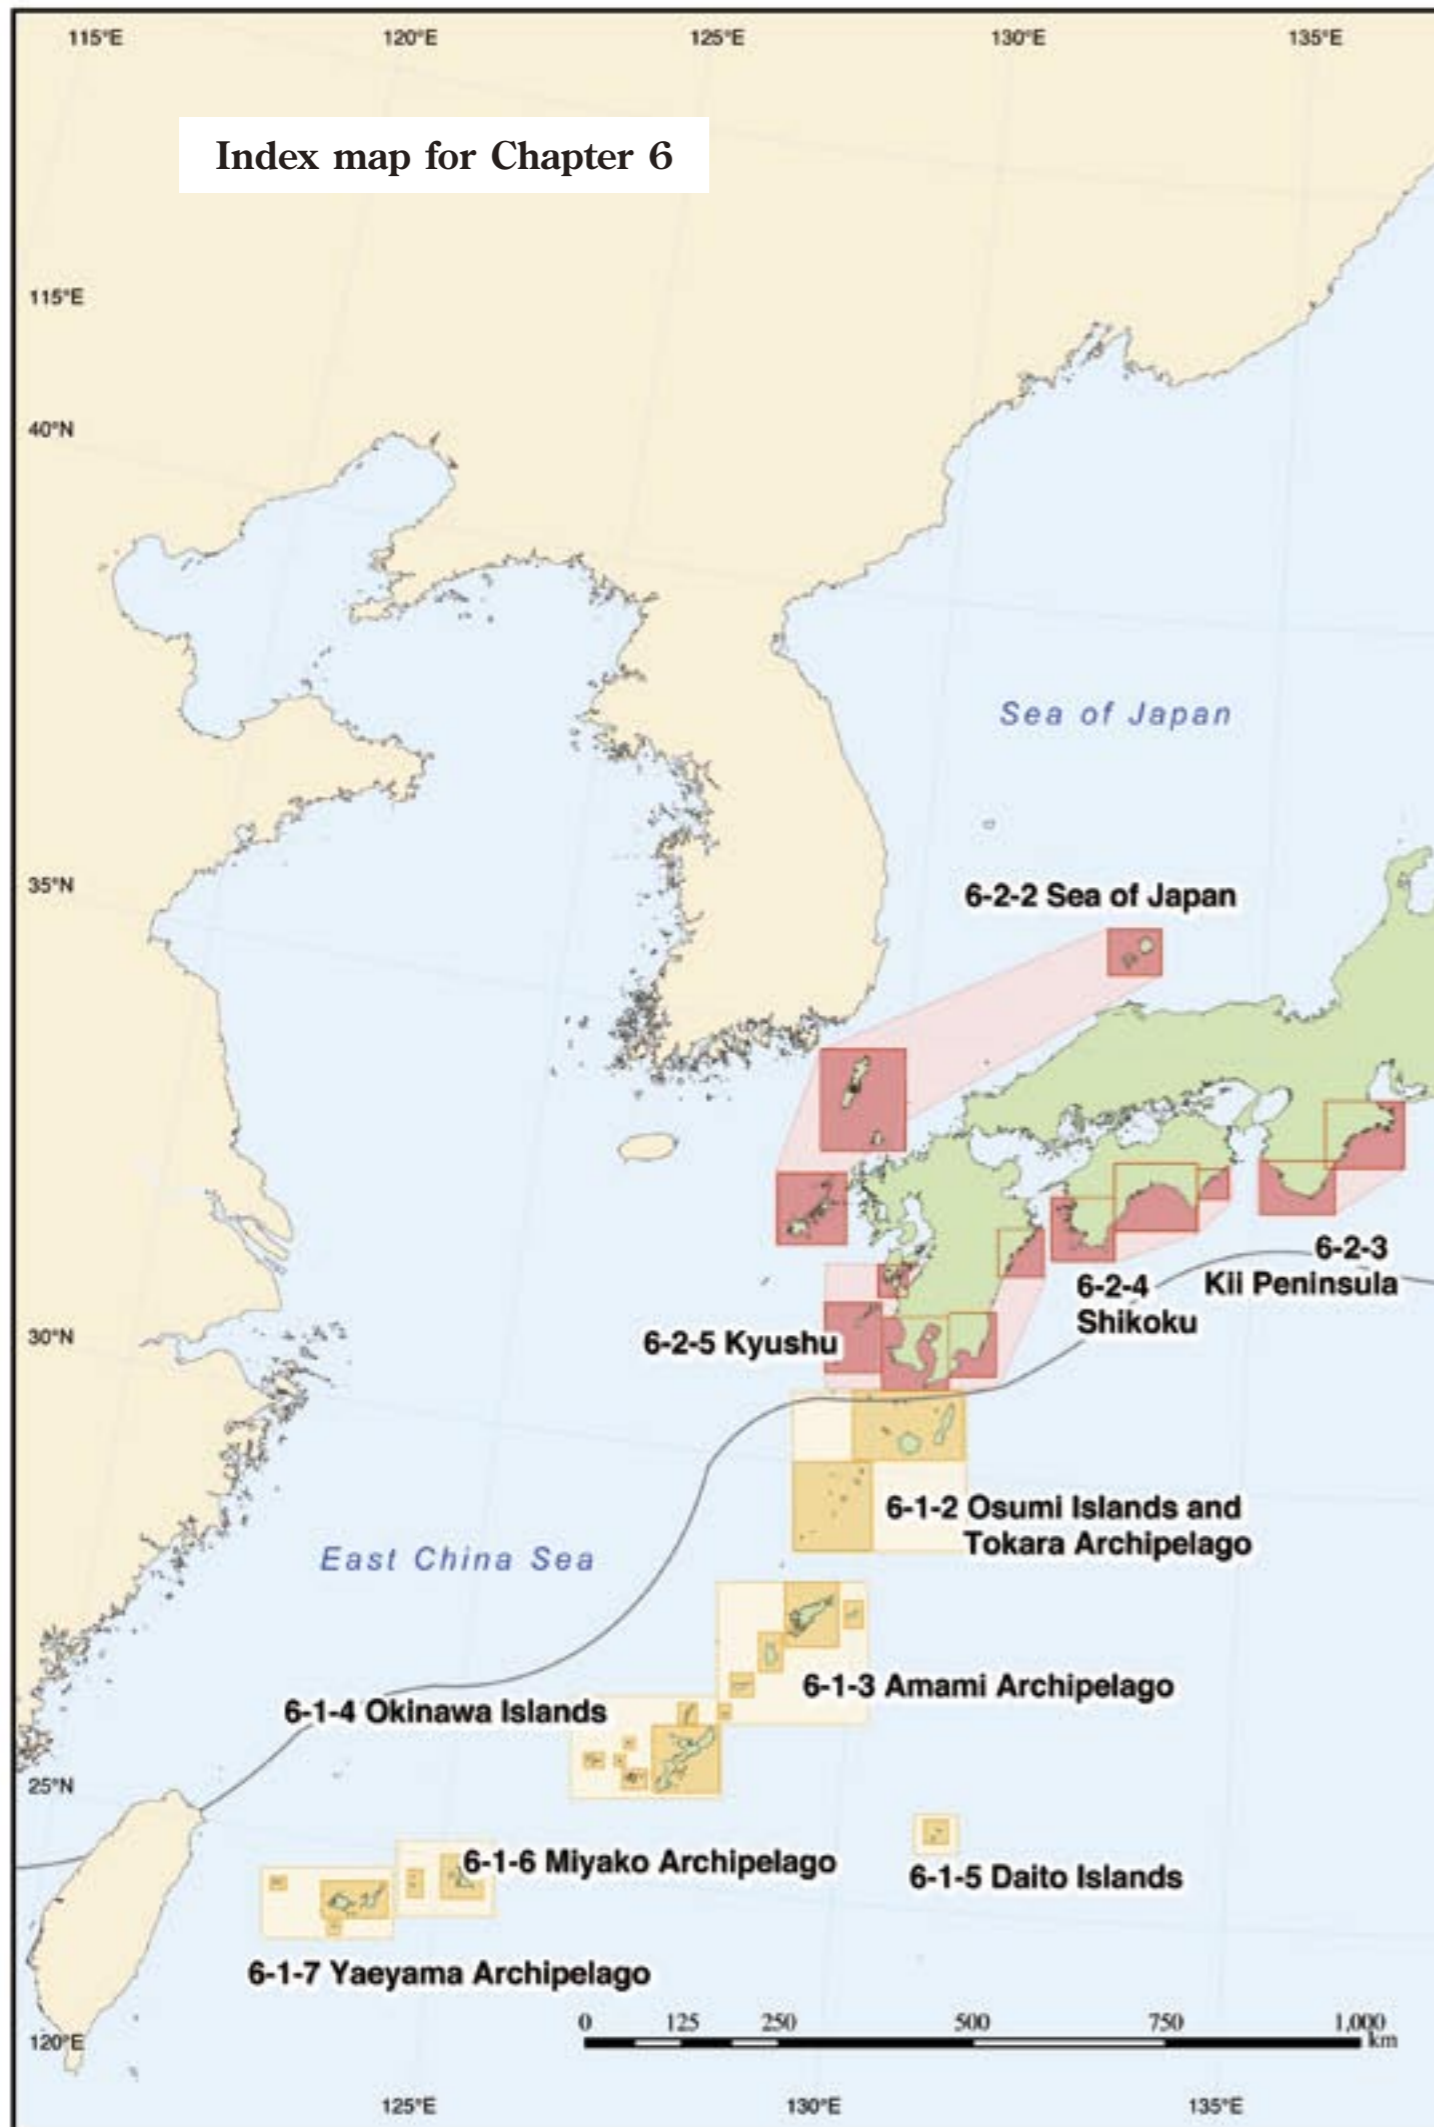 115°E 120°E 125°E 130°E 135°E
Index map for Chapter 6
115°E
40°N
Sea of Japan
35°N
6-2-2 Sea of Japan
6-2-3
Kii Peninsula
6-2-4
Shikoku
30°N
6-2-5 Kyushu
6-1-2 Osumi Islands and
Tokara Archipelago
East China Sea
6-1-3 Amami Archipelago
6-1-4 Okinawa Islands
25°N
6-1-6 Miyako Archipelago
6-1-5 Daito Islands
6-1-7 Yaeyama Archipelago
0 125 250 500 750 1,000
km
120°E
125°E 130°E 135°E